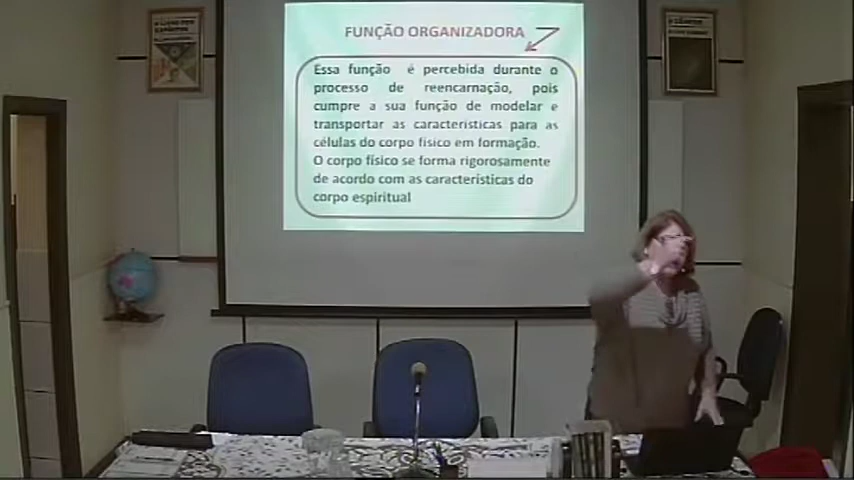 FUNÇÃO ORGANIZADORA
Essa função é percebida durante o
processo de reencarnação, pois
cumpre a sua função de modelar e
transportar as características para as
células do corpo físico em formação.
O corpo físico se forma rigorosamente
de acordo com as características do
corpo espiritual